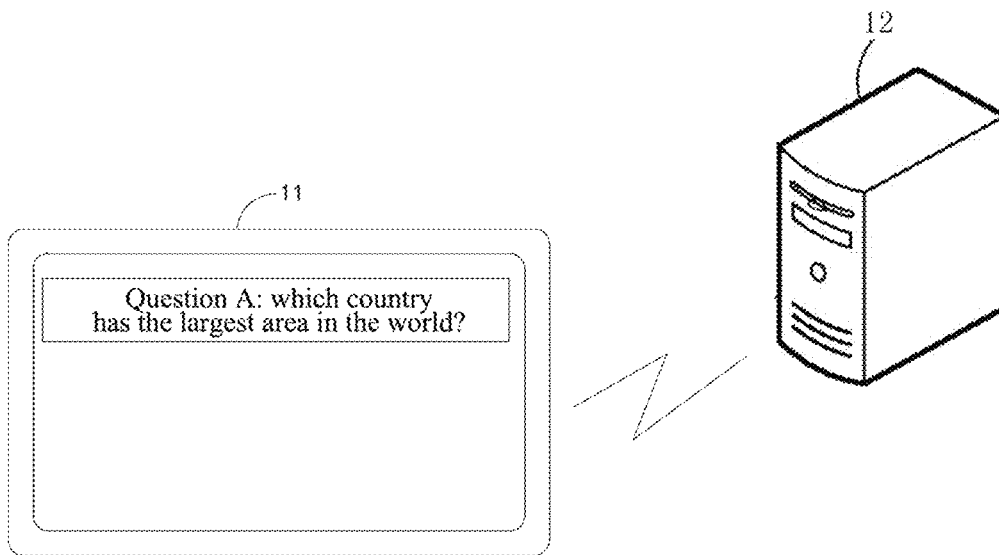 12
11
Question A: which country
has the largest area in the world?